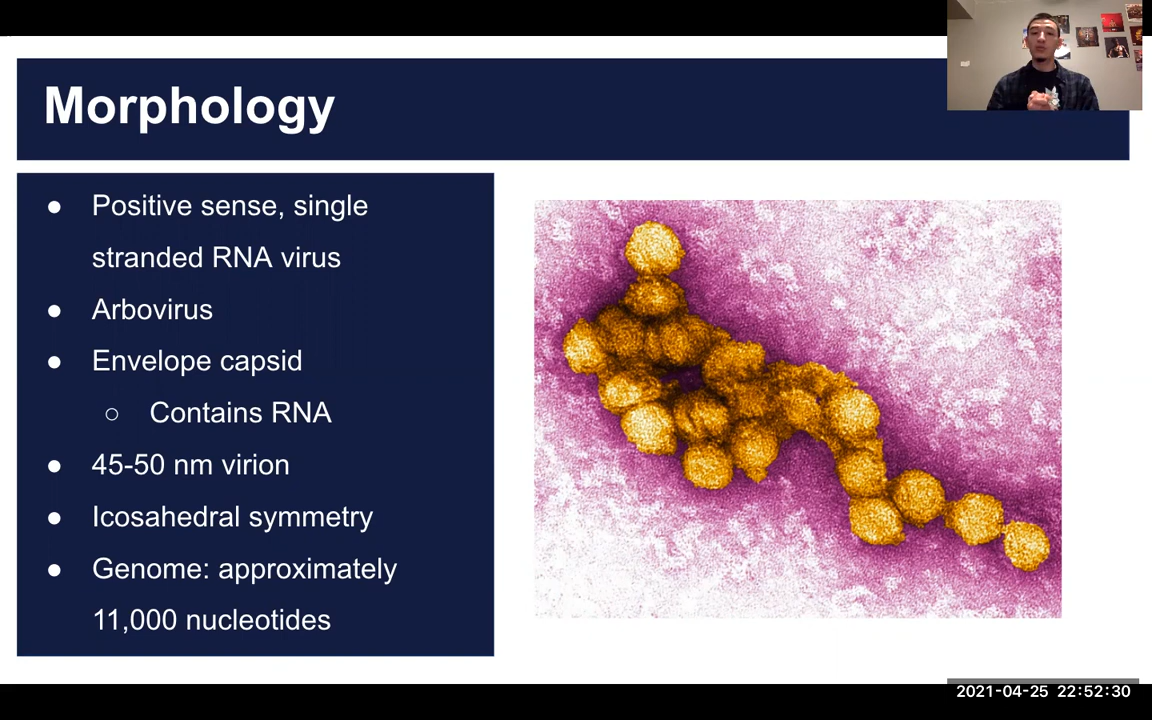 Morphology
● Positive sense, single
stranded RNA virus
● Arbovirus
● Envelope capsid
○ Contains RNA
● 45-50 nm virion
● Icosahedral symmetry
● Genome: approximately
11,000 nucleotides
2021-04-25 22:52:30